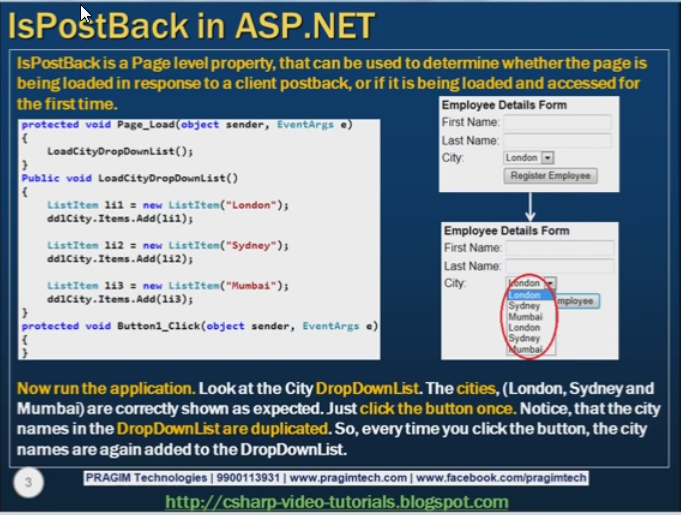 IsPostBack in ASP.NET
IsPostBack is a Page level property, that can be used to determine whether the page is
being loaded in response to a client postback, or if it is being loaded and accessed for
the first time.
protected void Page_Load(object sender, EventArgs e)
{
LoadCityDropDownList();
}
Public void LoadCityDropDownList()
{
ListItem li1 = new ListItem("London");
ddlCity.Items.Add(li1);
ListItem li2 = new ListItem("Sydney");
ddlCity.Items.Add(li2);
ListItem li3 = new ListItem("Mumbai");
ddlCity.Items.Add(li3);
}
protected void Button1_Click(object sender, EventArgs e)
{
}
Employee Details Form
First Name:
Last Name:
City: London
Register Employee
Employee Details Form
First Name:
Last Name:
City: London
London
Sydney
Mumbai
London
Sydney
Mumbai
mployee
Now run the application. Look at the City DropDownList. The cities, (London, Sydney and
Mumbai) are correctly shown as expected. Just click the button once. Notice, that the city
names in the DropDownList are duplicated. So, every time you click the button, the city
names are again added to the DropDownList.
3
PRAGIM Technologies | 9900113931 | www.pragimtech.com | www.facebook.com/pragimtech
http://csharp-video-tutorials.blogspot.com